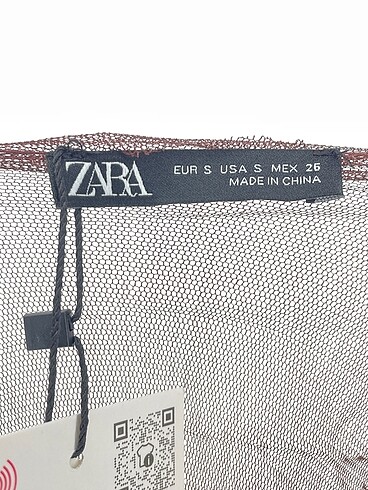 ZARA
EUR S USA S MEX 26
MADE IN CHINA